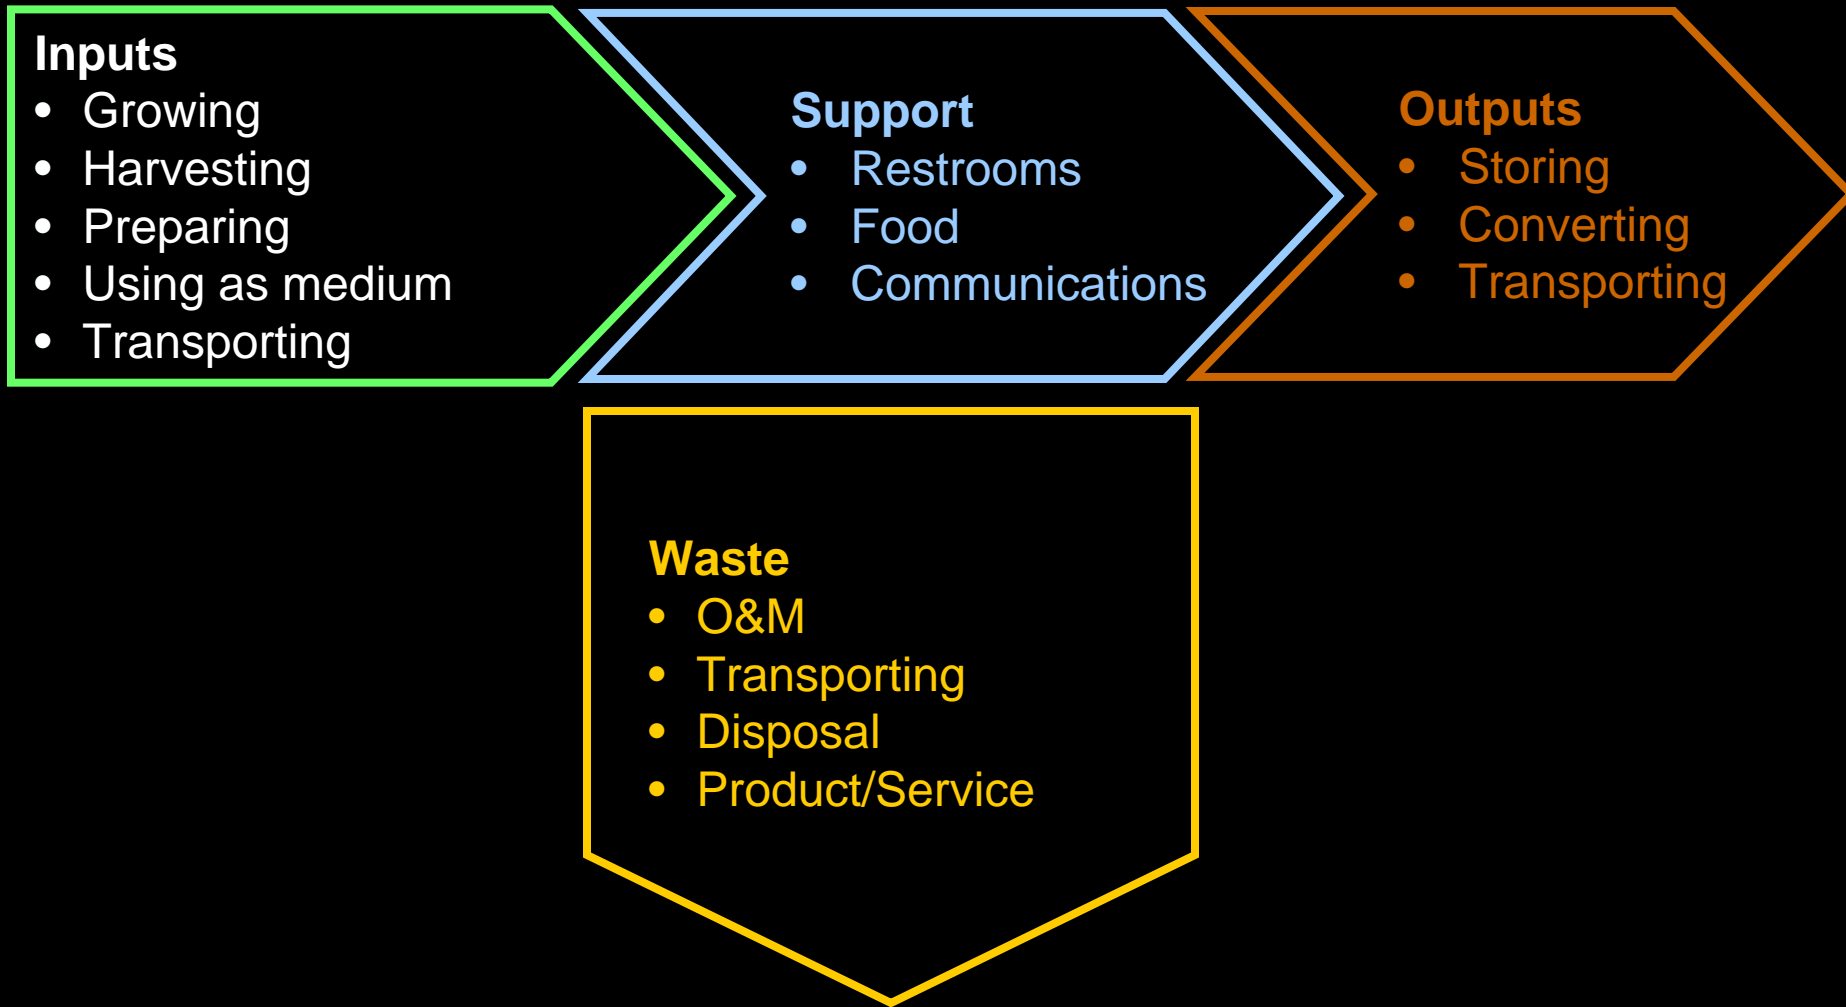 Inputs
• Growing
• Harvesting
• Preparing
• Using as medium
• Transporting
Support
• Restrooms
• Food
• Communications
Outputs
• Storing
• Converting
• Transporting
Waste
• O&M
• Transporting
• Disposal
• Product/Service